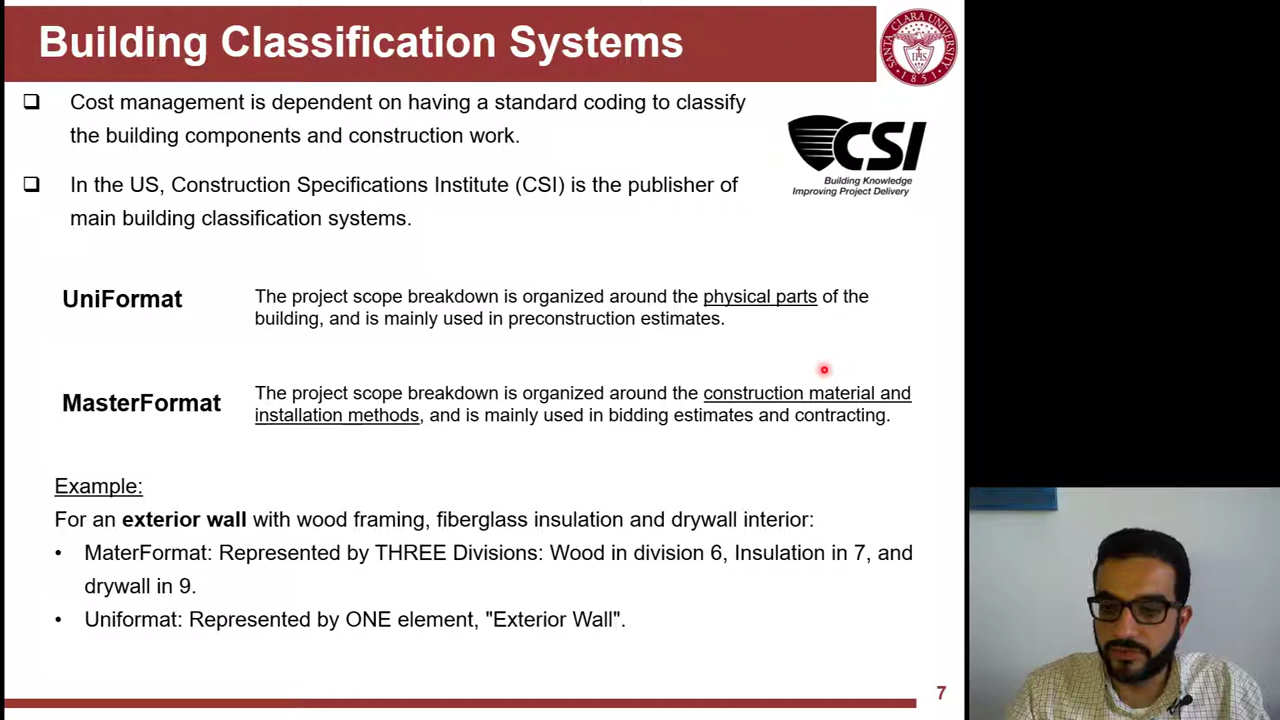 Building Classification Systems
SANTA CLARA UNIVERSITY
IHS
1851
Cost management is dependent on having a standard coding to classify
the building components and construction work.
CSI
Building Knowledge
Improving Project Delivery
In the US, Construction Specifications Institute (CSI) is the publisher of
main building classification systems.
UniFormat
The project scope breakdown is organized around the physical parts of the
building, and is mainly used in preconstruction estimates.
MasterFormat
The project scope breakdown is organized around the construction material and
installation methods, and is mainly used in bidding estimates and contracting.
Example:
For an exterior wall with wood framing, fiberglass insulation and drywall interior:
• MaterFormat: Represented by THREE Divisions: Wood in division 6, Insulation in 7, and
drywall in 9.
• Uniformat: Represented by ONE element, "Exterior Wall".
7